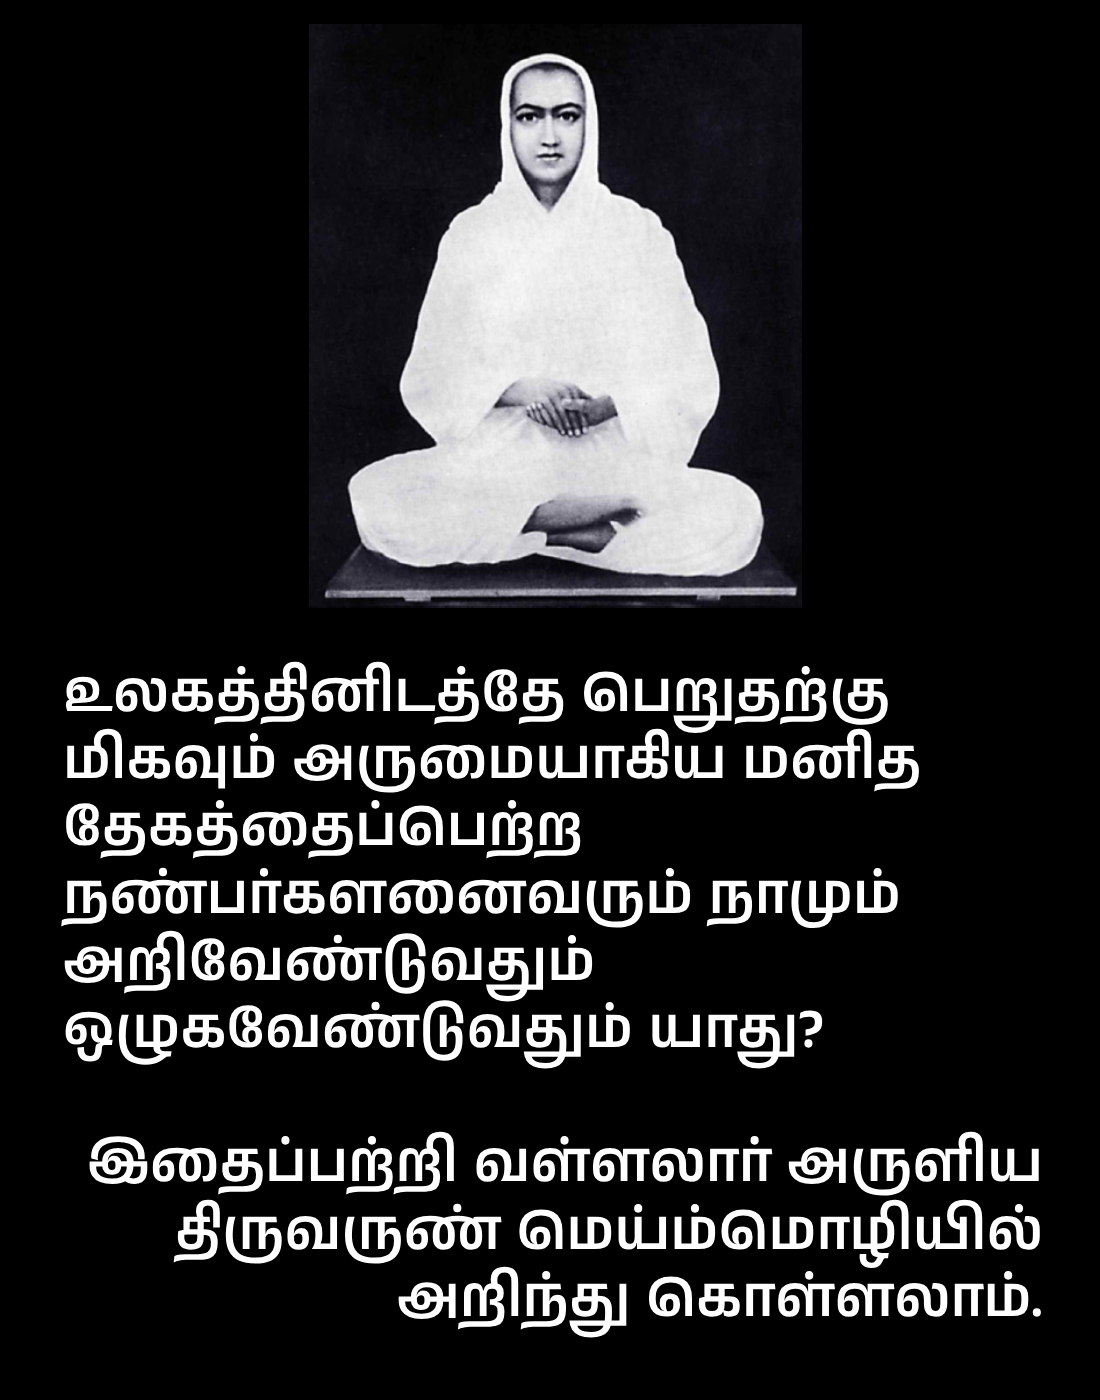 உலகத்தினிடத்தே பெறுதற்கு
மிகவும் அருமையாகிய மனித
தேகத்தைப்பெற்ற
நண்பர்களனைவரும் நாமும்
அறிவேண்டுவதும்
ஒழுகவேண்டுவதும் யாது?
இதைப்பற்றி வள்ளலார் அருளிய
திருவருண் மெய்ம்மொழியில்
அறிந்து கொள்ளலாம்.